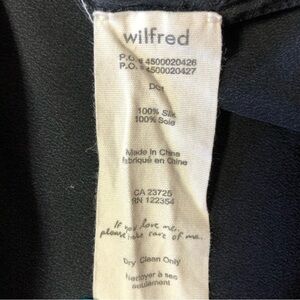 wilfred
P.O. # 4500020426
P.O. # 4500020427
100% Silk
100% Soie
Made in China
fabriqué en Chine
CA 23725
RN 122354
If you love me,
please take care of me.
Dry Clean Only
Nettoyer à sec
seulement